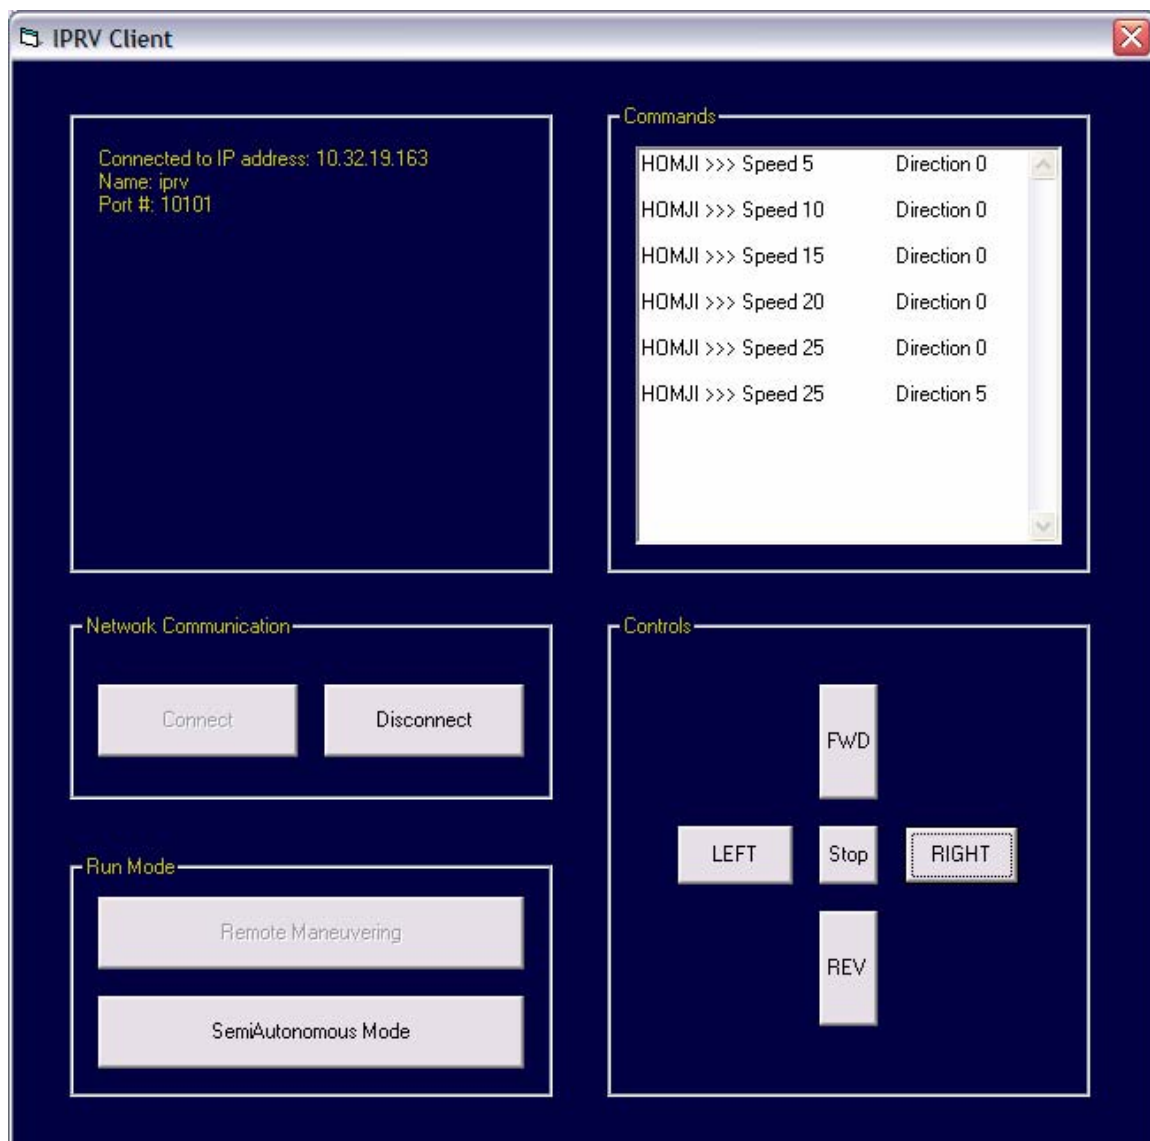 IPRV Client
Connected to IP address: 10.32.19.163
Name: iprv
Port #: 10101
Commands
HOMJI >>> Speed 5 Direction 0
HOMJI >>> Speed 10 Direction 0
HOMJI >>> Speed 15 Direction 0
HOMJI >>> Speed 20 Direction 0
HOMJI >>> Speed 25 Direction 0
HOMJI >>> Speed 25 Direction 5
Network Communication
Connect Disconnect
Run Mode
Remote Maneuvering
SemiAutonomous Mode
Controls
FWD
LEFT Stop RIGHT
REV